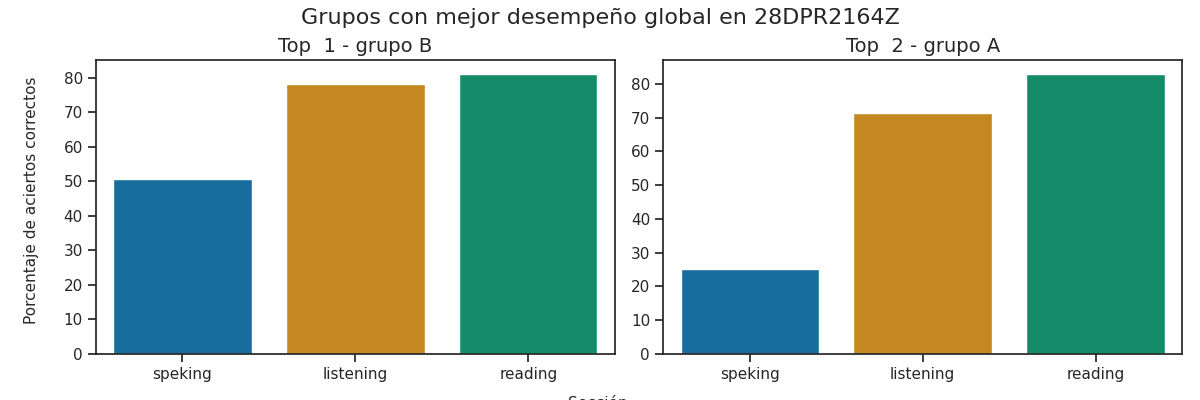 Grupos con mejor desempeño global en 28DPR2164Z
Top 1 - grupo B
Top 2 - grupo A
Porcentaje de aciertos correctos
80
70
60
50
40
30
20
10
0
speking
listening
reading
80
70
60
50
40
30
20
10
0
speking
listening
reading
Sección